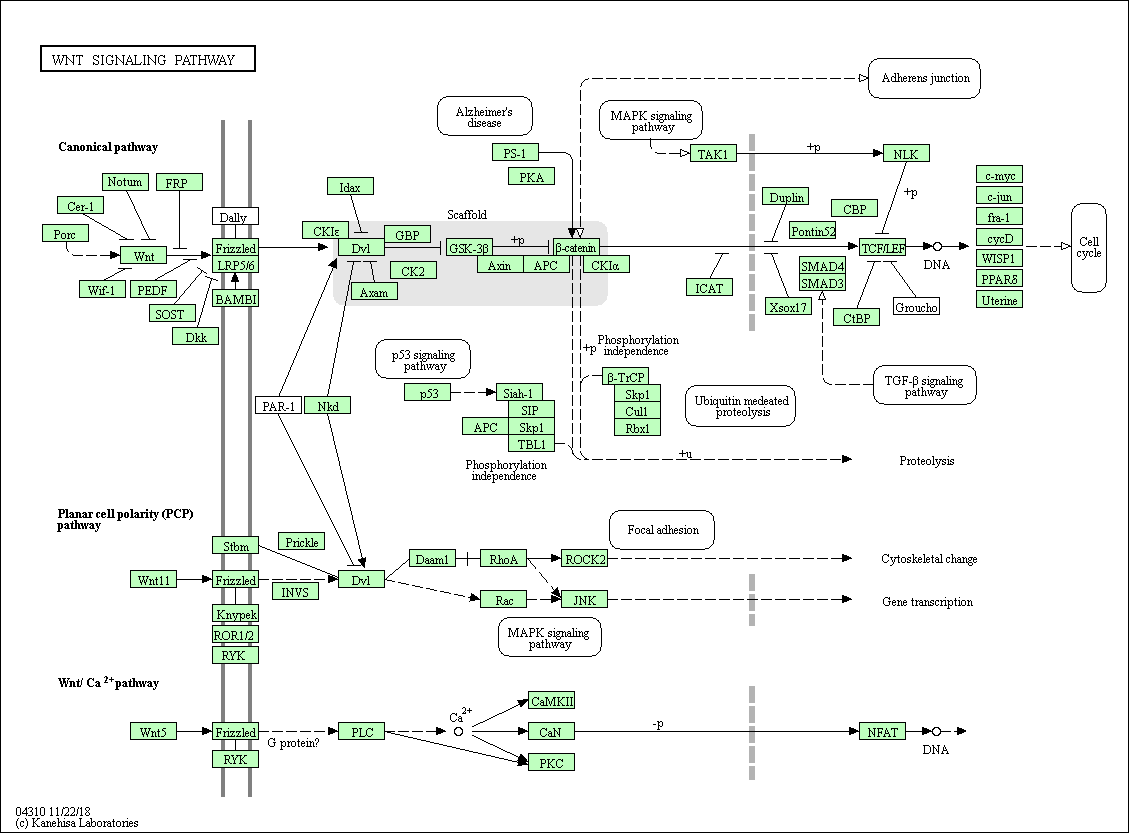 WNT SIGNALING PATHWAY
Adherens junction
Alzheimer's
disease
MAPK signaling
pathway
Canonical pathway
PS-1
PKA
TAK1
+p
NLK
+p
Notum
FRP
Cer-1
Porc
Wnt
Wif-1
PEDF
SOST
Dkk
Dally
Frizzled
LRP5/6
BAMBI
Idax
Scaffold
CKIε
Dvl
GBP
CK2
Axam
GSK-3β
+p
β-catenin
Axin
APC
CKIα
ICAT
Duplin
CBP
Pontin52
TCF/LEF
SMAD4
SMAD3
Xsox17
CtBP
Groucho
DNA
c-myc
c-jun
fra-1
cycD
WISP1
PPARδ
Uterine
Cell
cycle
p53 signaling
pathway
+p
Phosphorylation
independence
p53
Siah-1
SIP
APC
Skp1
TBL1
Phosphorylation
independence
β-TrCP
Skp1
Cul1
Rbx1
Ubiquitin medeated
proteolysis
TGF-β signaling
pathway
+u
Proteolysis
PAR-1
Nkd
Planar cell polarity (PCP)
pathway
Stbm
Prickle
Wnt11
Frizzled
INVS
Dvl
Knypek
ROR1/2
RYK
Daam1
RhoA
ROCK2
Focal adhesion
Cytoskeletal change
Rac
JNK
Gene transcription
MAPK signaling
pathway
Wnt/ Ca 2+ pathway
Wnt5
Frizzled
RYK
G protein?
PLC
Ca2+
CaMKII
CaN
PKC
-p
NFAT
DNA
04310 11/22/18
(c) Kanehisa Laboratories